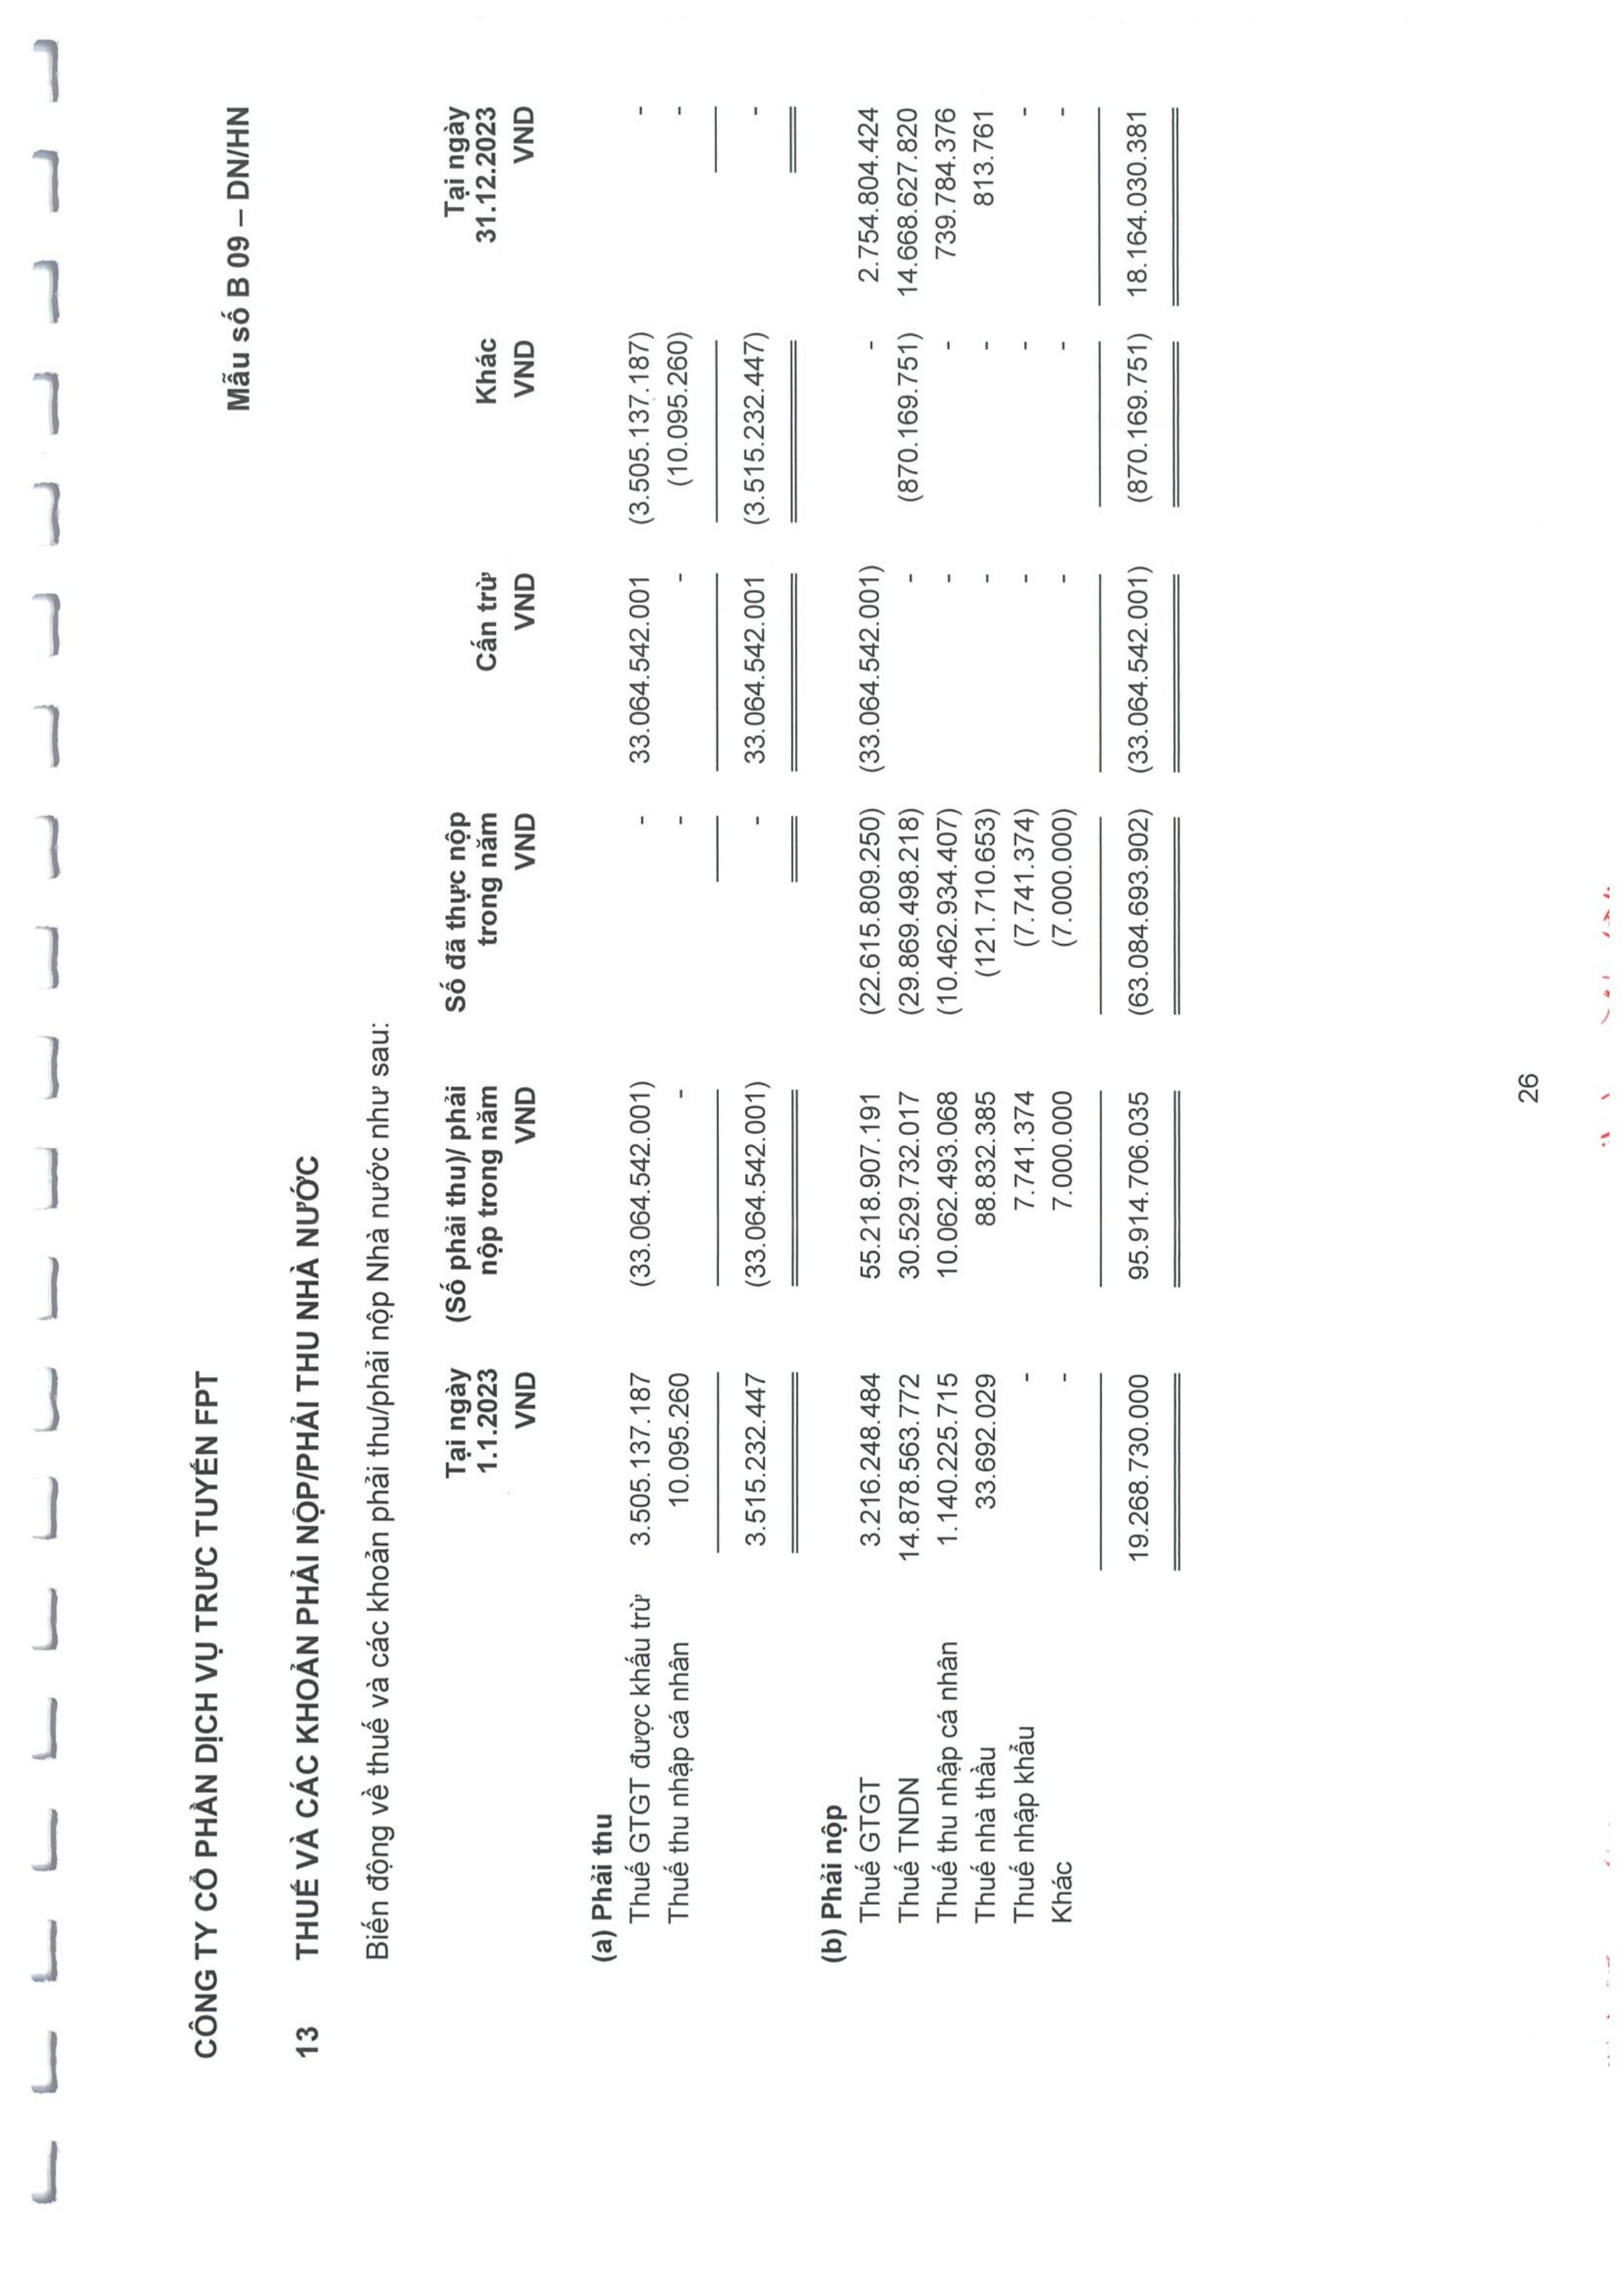 CÔNG TY CỔ PHẦN DỊCH VỤ TRỰC TUYẾN FPT
Mẫu số B 09 – DN/HN
13 THUẾ VÀ CÁC KHOẢN PHẢI NỘP/PHẢI THU NHÀ NƯỚC
Biến động về thuế và các khoản phải thu/phải nộp Nhà nước như sau:
Tại ngày (Số phải thu)/ phải Số đã thực nộp Tại ngày
1.1.2023 nộp trong năm trong năm Cấn trừ Khác 31.12.2023
VND VND VND VND VND VND
(a) Phải thu
Thuế GTGT được khấu trừ 3.505.137.187 (33.064.542.001) - 33.064.542.001 (3.505.137.187) -
Thuế thu nhập cá nhân 10.095.260 - - - (10.095.260) -
3.515.232.447 (33.064.542.001) - 33.064.542.001 (3.515.232.447) -
(b) Phải nộp
Thuế GTGT 3.216.248.484 55.218.907.191 (22.615.809.250) (33.064.542.001) - 2.754.804.424
Thuế TNDN 14.878.563.772 30.529.732.017 (29.869.498.218) - (870.169.751) 14.668.627.820
Thuế thu nhập cá nhân 1.140.225.715 10.062.493.068 (10.462.934.407) - - 739.784.376
Thuế nhà thầu 33.692.029 88.832.385 (121.710.653) - - 813.761
Thuế nhập khẩu - 7.741.374 (7.741.374) - - -
Khác - 7.000.000 (7.000.000) - - -
19.268.730.000 95.914.706.035 (63.084.693.902) (33.064.542.001) (870.169.751) 18.164.030.381
26